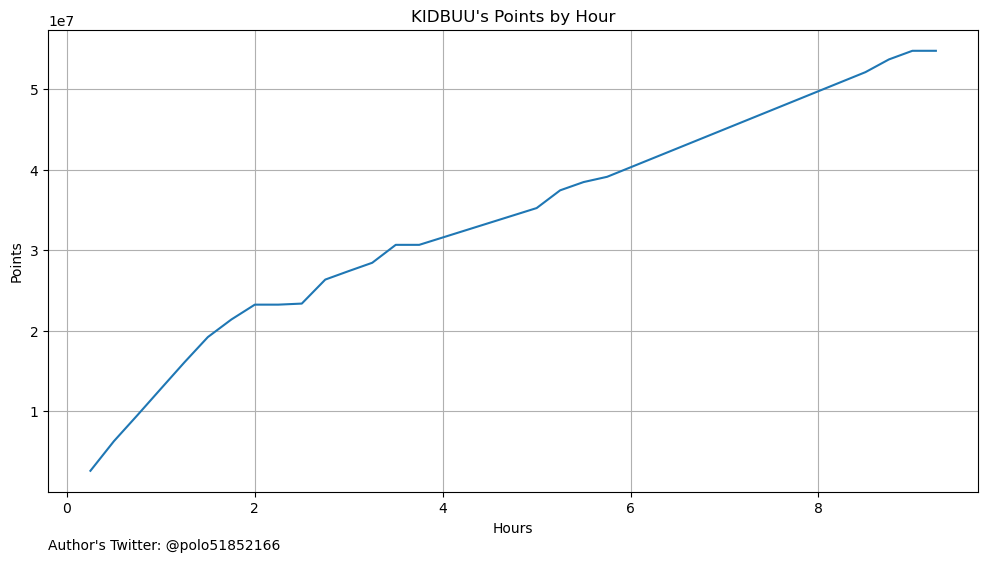 KIDBUU's Points by Hour
1e7
5
4
3
2
1
Points
0 2 4 6 8
Hours
Author's Twitter: @polo51852166